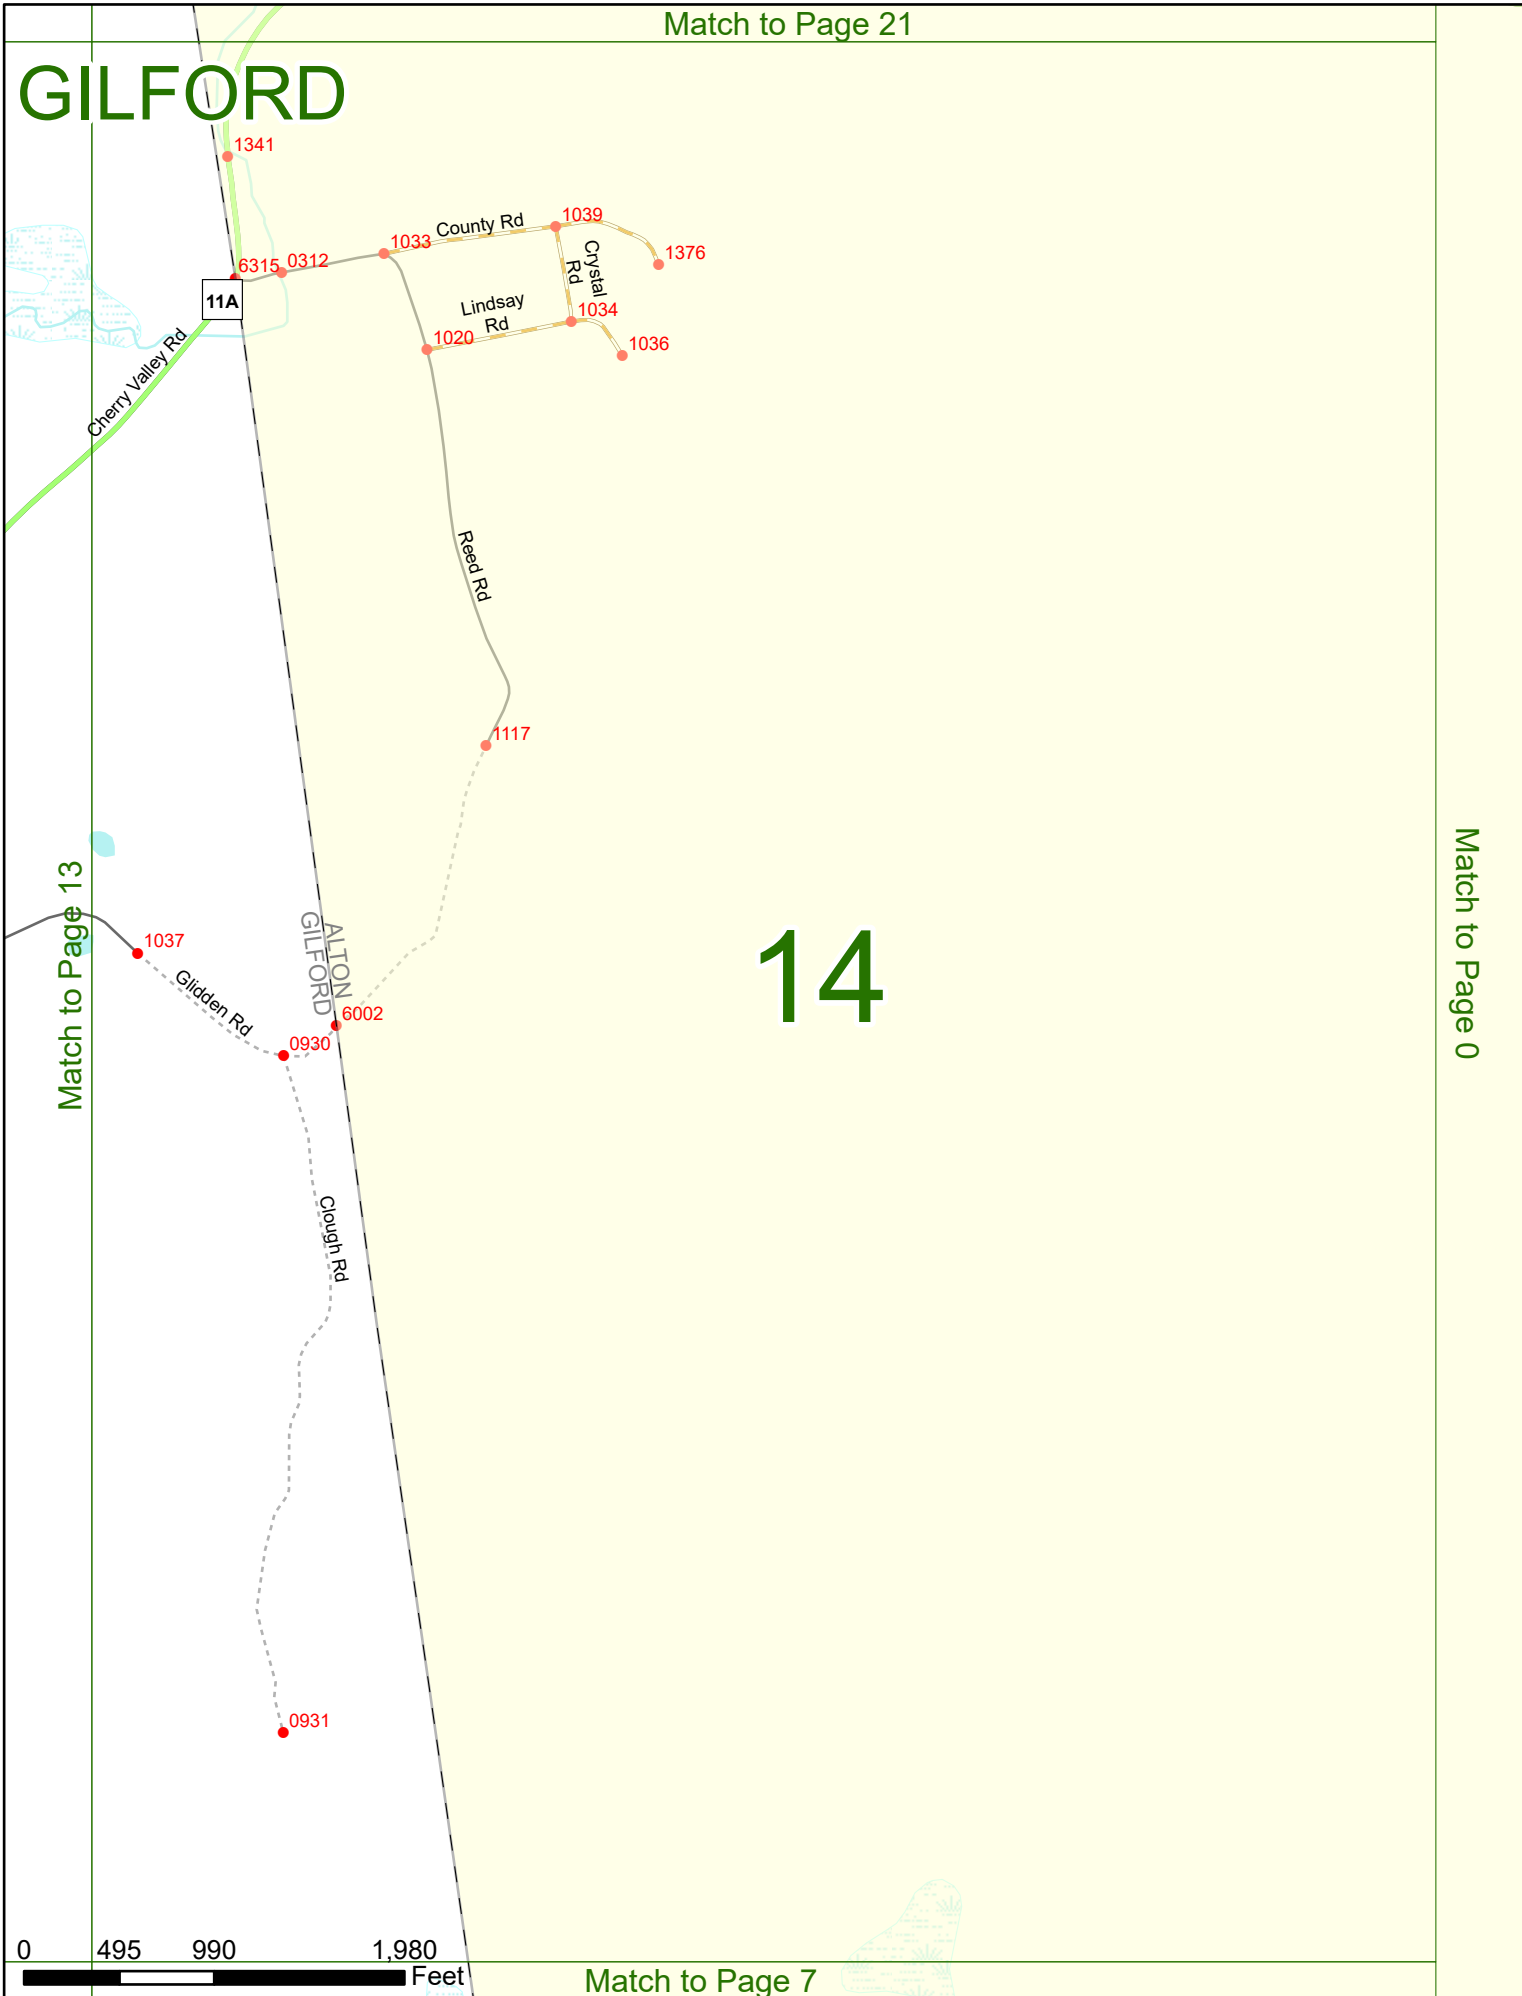 Match to Page 21
GILFORD
1341
County Rd
1039
1033
1376
6315
0312
Crystal
Rd
11A
Lindsay
Rd
1034
1020
1036
Cherry Valley Rd
Reed Rd
1117
Match to Page 13
Match to Page 0
1037
ALTON
GILFORD
14
Glidden Rd
6002
0930
Clough Rd
0931
0 495 990 1,980
Feet
Match to Page 7